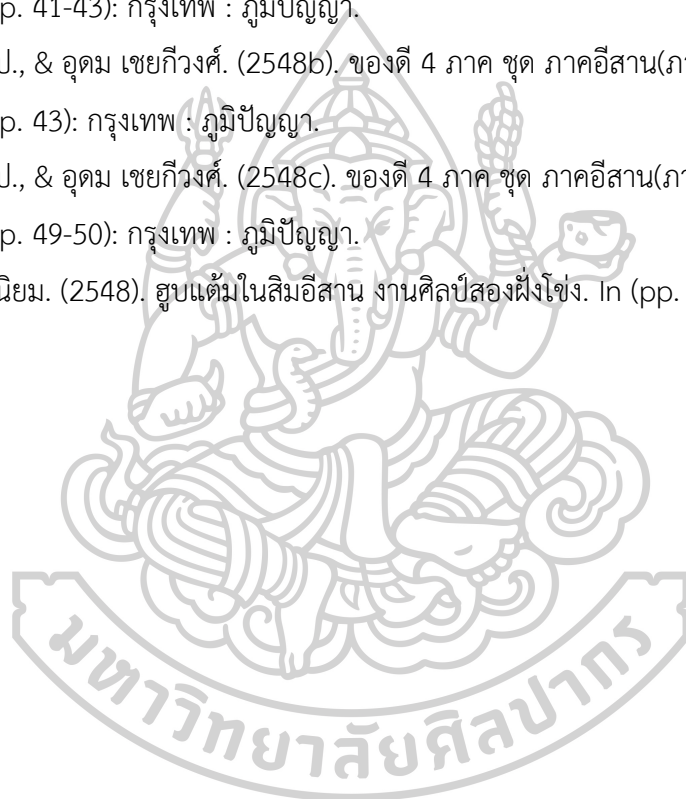 p. 41-43): กรุงเทพ : ภูมิปัญญา.
ป., & อุดม เชยกีวงศ์. (2548b). ของดี 4 ภาค ชุด ภาคอีสาน(ภา
p. 43): กรุงเทพ : ภูมิปัญญา.
ป., & อุดม เชยกีวงศ์. (2548c). ของดี 4 ภาค ชุด ภาคอีสาน(ภา
p. 49-50): กรุงเทพ : ภูมิปัญญา.
นิยม. (2548). ฮูบแต้มในสิมอีสาน งานศิลป์สองฝั่งโข่ง. In (pp.
มหาวิทยาลัยศิลปากร